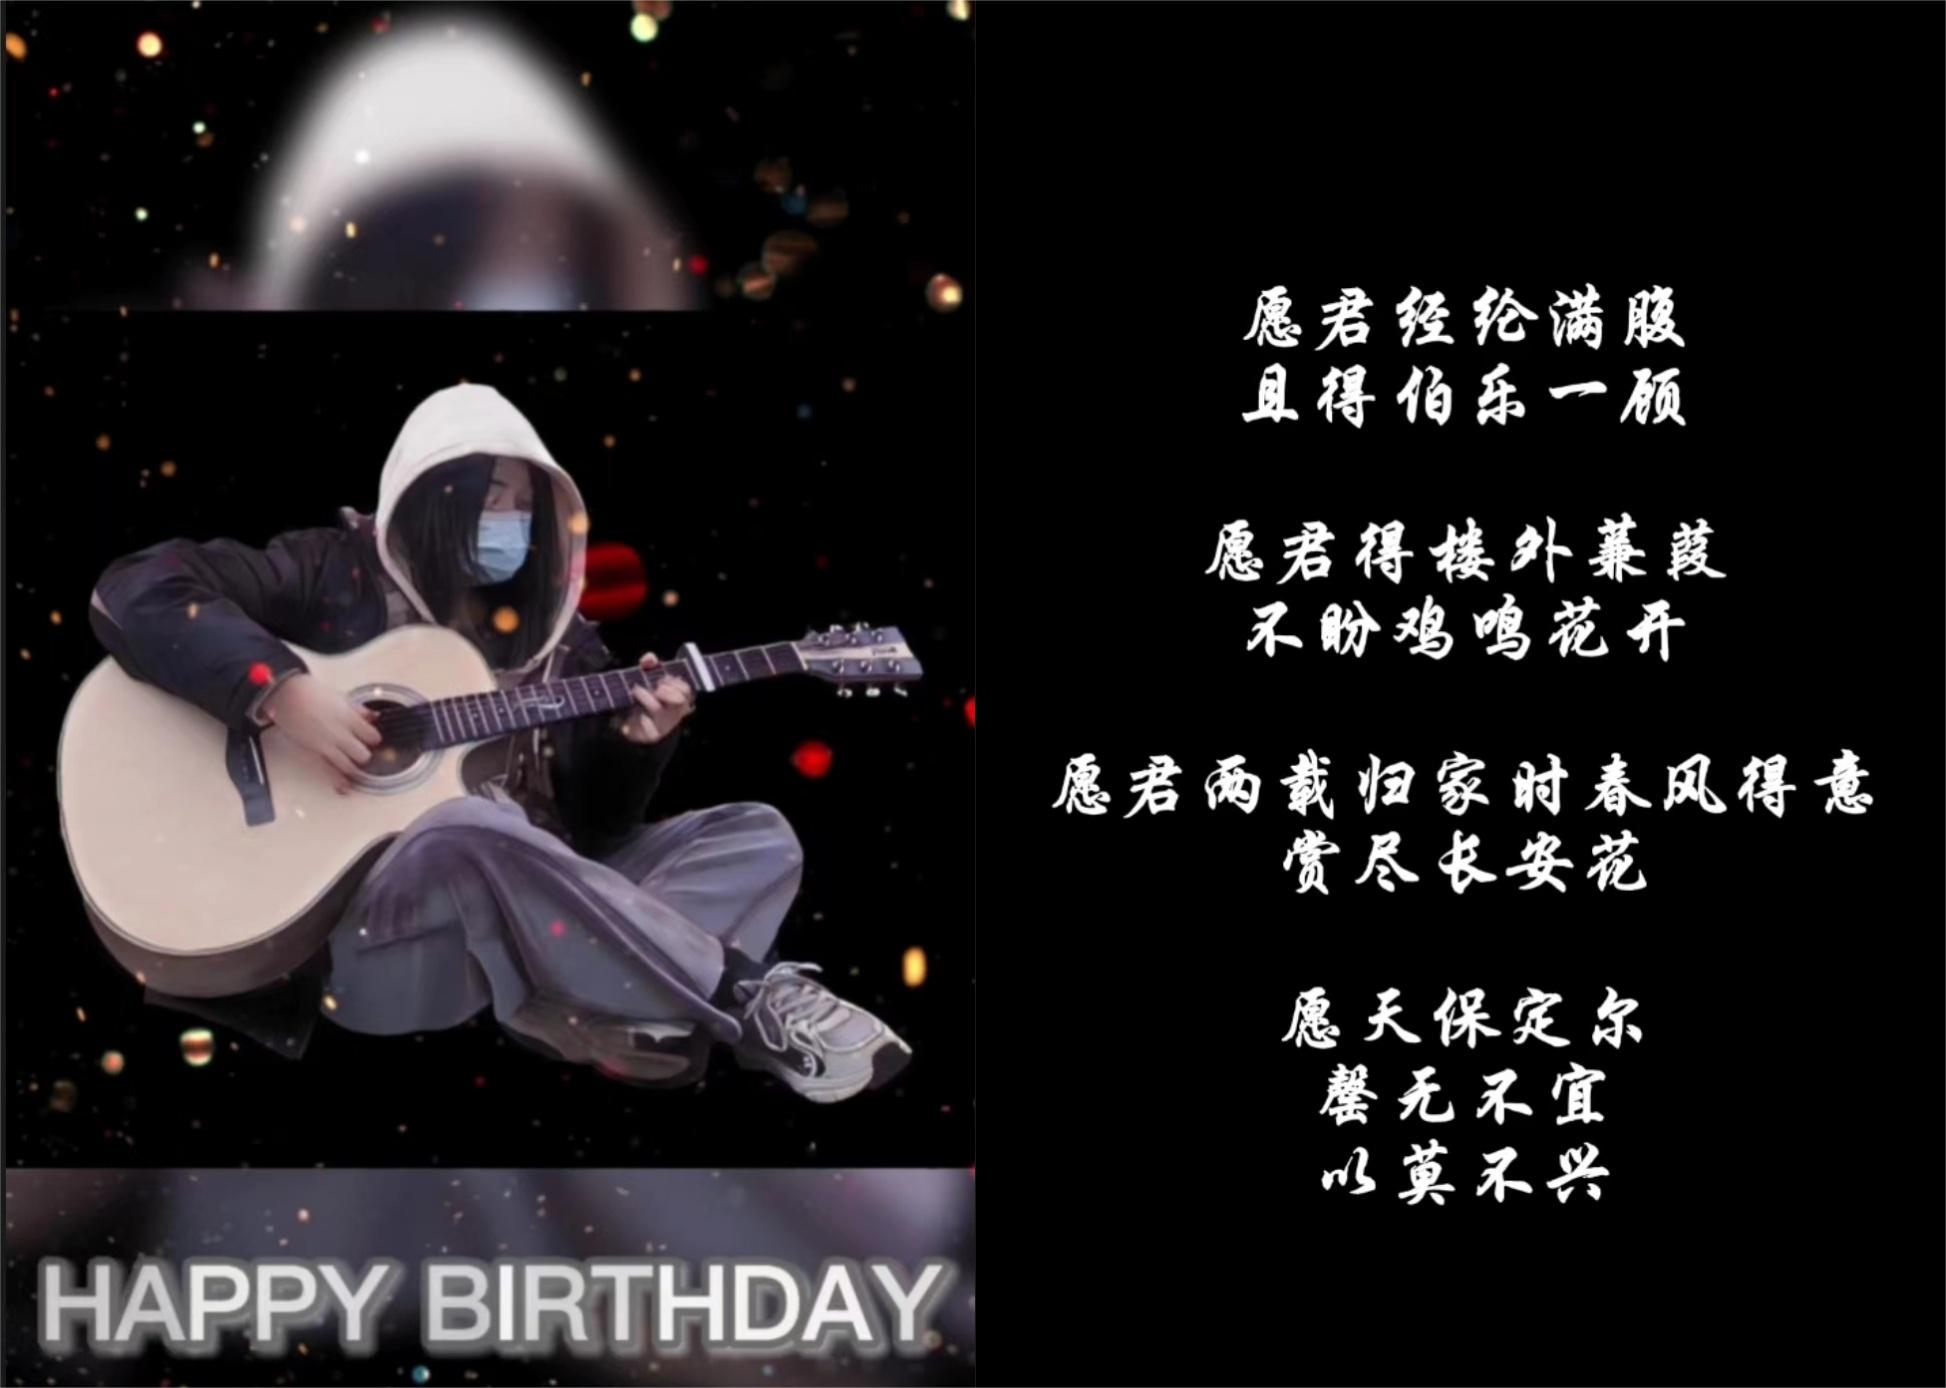 HAPPY BIRTHDAY
愿君经纶满腹
且得伯乐一顾
愿君得楼外蒹葭
不盼鸡鸣花开
愿君两载归家时春风得意
赏尽长安花
愿天保定尔
罄无不宜
以莫不兴